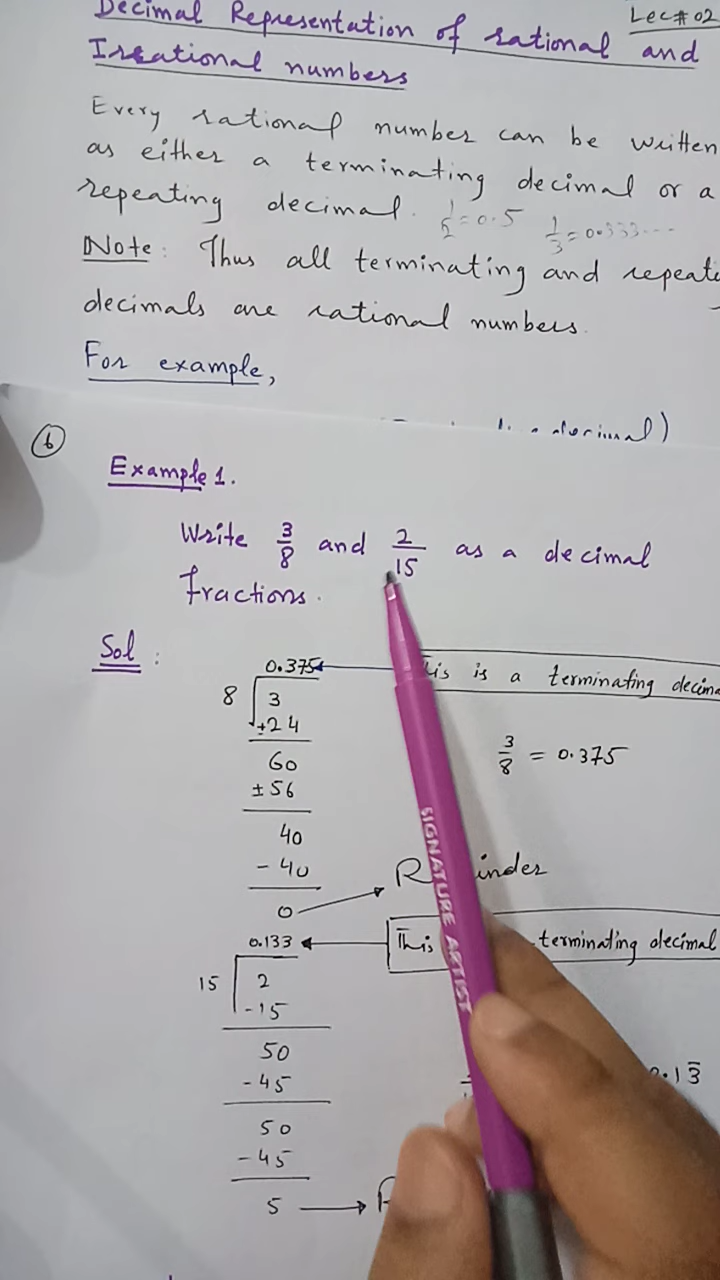 Lec#02
Decimal Representation of rational and
Irrational numbers
Every rational number can be written
as either a terminating decimal or a
repeating decimal. 1/2 = 0.5 1/3 = 0.333...
Note: Thus all terminating and repeati
decimals are rational numbers.
For example,
6
Example 1.
Write 3/8 and 2/15 as a decimal
fractions.
Sol:
0.375
is is a terminating decima
8 3
±24
60
±56
3/8 = 0.375
40
-40
inder
0
0.133
This terminating decimal
15 2
-15
50
-45
0.13̅
50
-45
5
SIGNATURE ARTIST